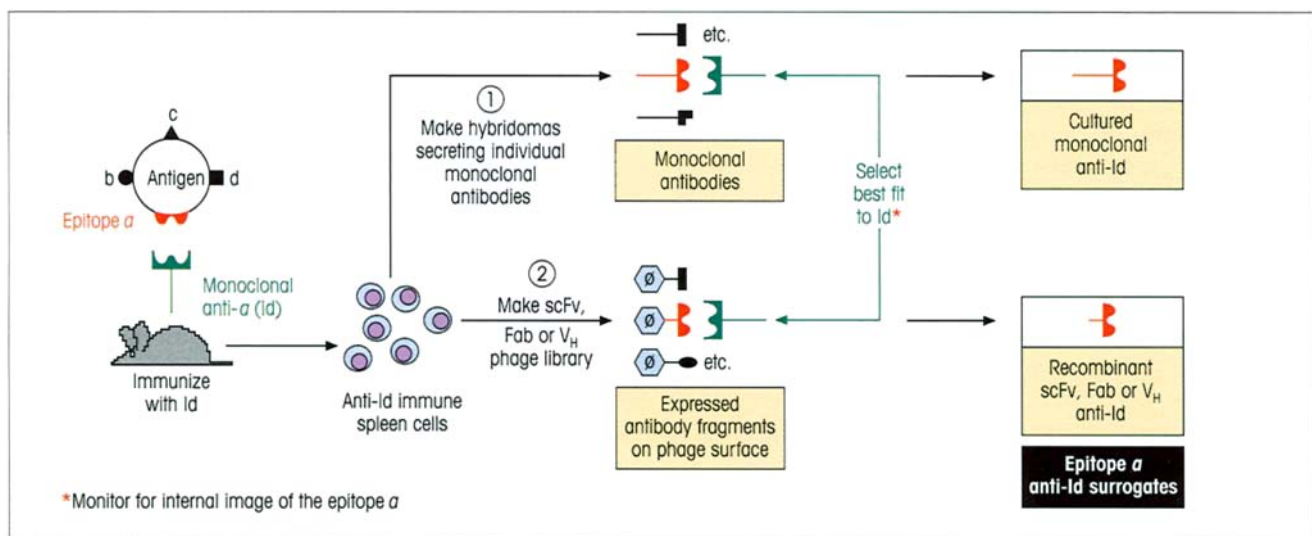 c
b
Antigen
d
Epitope a
Monoclonal
anti-a (id)
Immunize
with Id
Anti-Id immune
spleen cells
1
Make hybridomas
secreting individual
monoclonal
antibodies
2
Make scFv,
Fab or VH
phage library
etc.
Monoclonal
antibodies
ø
ø
ø
etc.
Expressed
antibody fragments
on phage surface
Select
best fit
to Id*
Cultured
monoclonal
anti-Id
Recombinant
scFv, Fab or VH
anti-Id
Epitope a
anti-Id surrogates
*Monitor for internal image of the epitope a